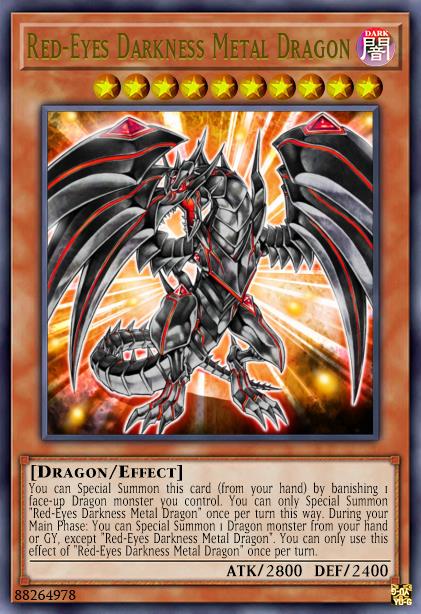 RED-EYES DARKNESS METAL DRAGON
DARK
闇
[DRAGON/EFFECT]
You can Special Summon this card (from your hand) by banishing 1
face-up Dragon monster you control. You can only Special Summon
"Red-Eyes Darkness Metal Dragon" once per turn this way. During your
Main Phase: You can Special Summon 1 Dragon monster from your hand
or GY, except "Red-Eyes Darkness Metal Dragon". You can only use this
effect of "Red-Eyes Darkness Metal Dragon" once per turn.
ATK/2800 DEF/2400
88264978